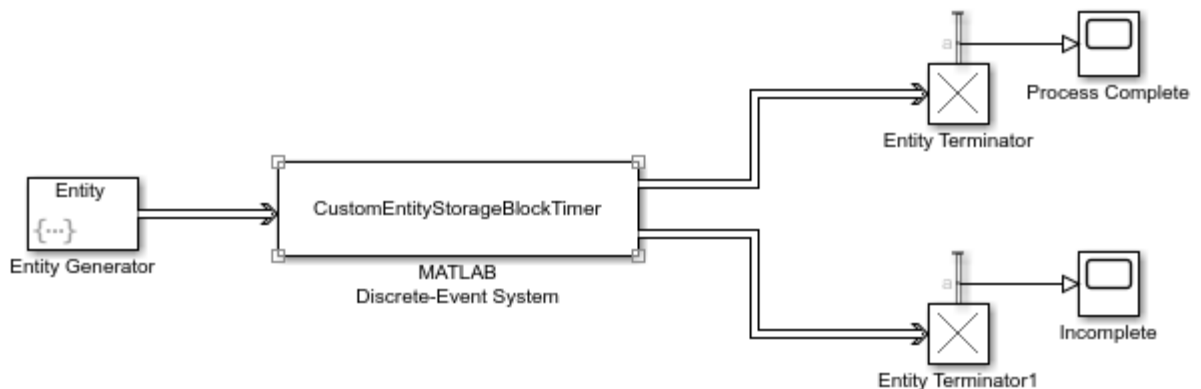 a
Process Complete
Entity Terminator
Entity
{...}
Entity Generator
CustomEntityStorageBlockTimer
MATLAB
Discrete-Event System
a
Incomplete
Entity Terminator1